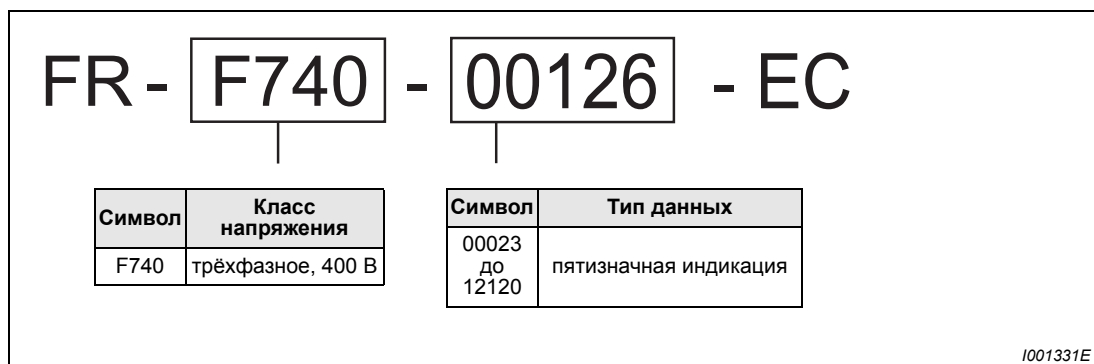 FR - F740 - 00126 - EC
Символ Класс напряжения
F740 трёхфазное, 400 В
Символ Тип данных
00023 до 12120 пятизначная индикация
I001331E